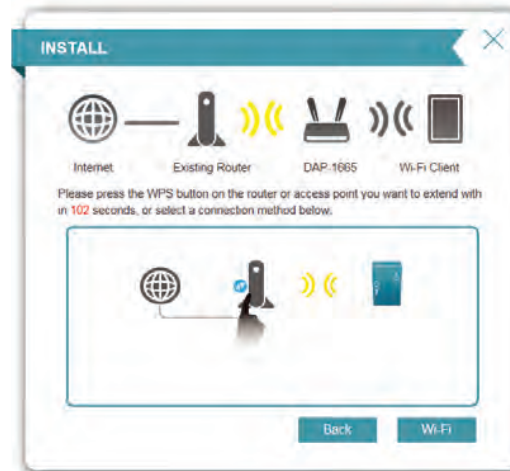 INSTALL
Internet Existing Router DAP-1665 Wi-Fi Client
Please press the WPS button on the router or access point you want to extend with
in 102 seconds, or select a connection method below.
Back Wi-Fi